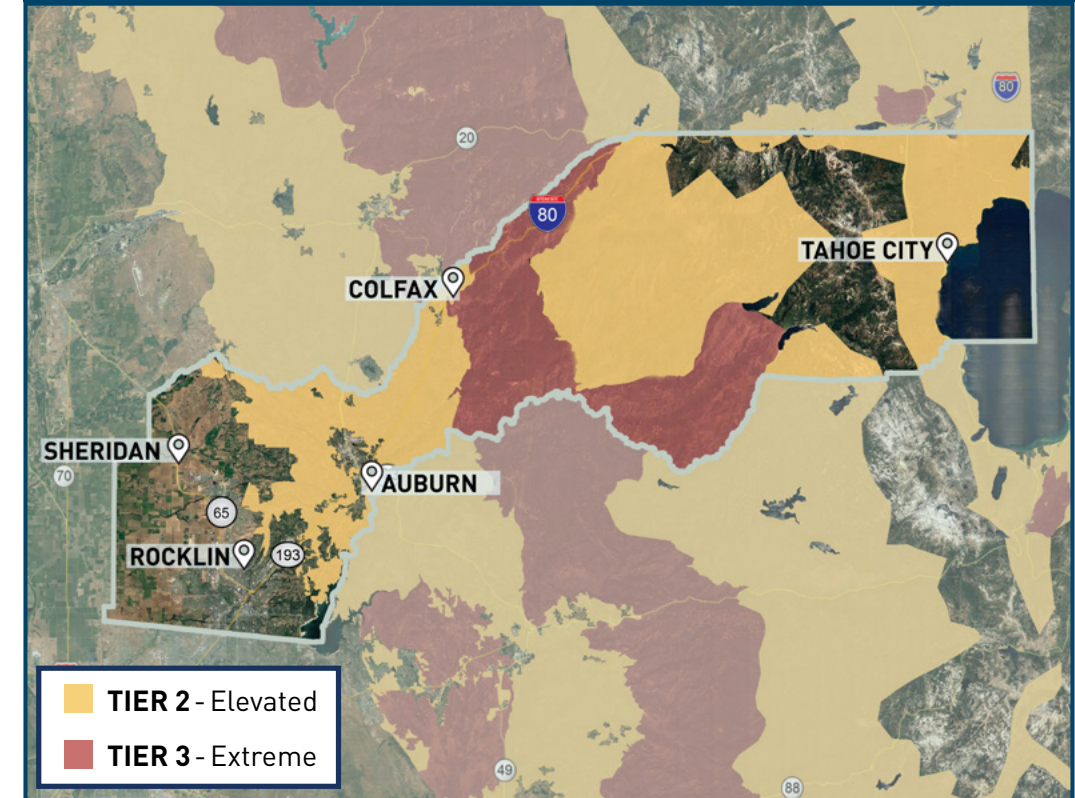 80
20
INTERSTATE
80
TAHOE CITY
COLFAX
SHERIDAN
70
AUBURN
65
ROCKLIN
193
TIER 2 - Elevated
TIER 3 - Extreme
49
88